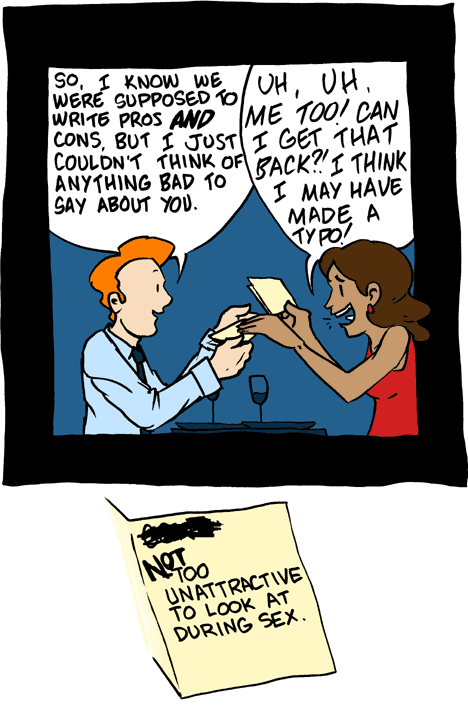 SO, I KNOW WE
WERE SUPPOSED TO
WRITE PROS AND
CONS, BUT I JUST
COULDN'T THINK OF
ANYTHING BAD TO
SAY ABOUT YOU.
UH, UH,
ME TOO! CAN
I GET THAT
BACK?! I THINK
I MAY HAVE
MADE A
TYPO!
NOT
TOO
UNATTRACTIVE
TO LOOK AT
DURING SEX.